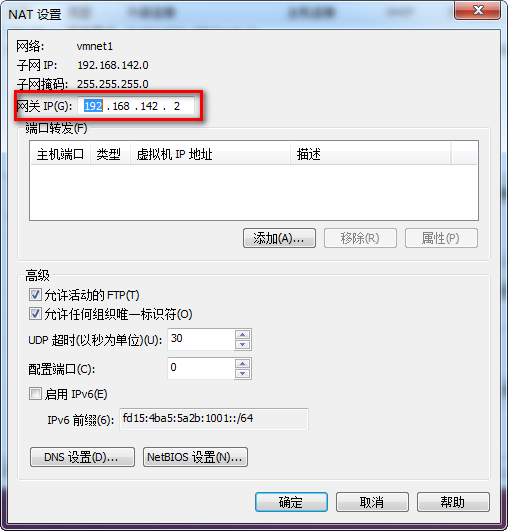 NAT 设置
网络: vmnet1
子网 IP: 192.168.142.0
子网掩码: 255.255.255.0
网关 IP(G): 192 . 168 . 142 . 2
端口转发(F)
主机端口 类型 虚拟机 IP 地址 描述
添加(A)... 移除(R) 属性(P)
高级
允许活动的 FTP(T)
允许任何组织唯一标识符(O)
UDP 超时(以秒为单位)(U): 30
配置端口(C): 0
启用 IPv6(E)
IPv6 前缀(6): fd15:4ba5:5a2b:1001::/64
DNS 设置(D)... NetBIOS 设置(N)...
确定 取消 帮助